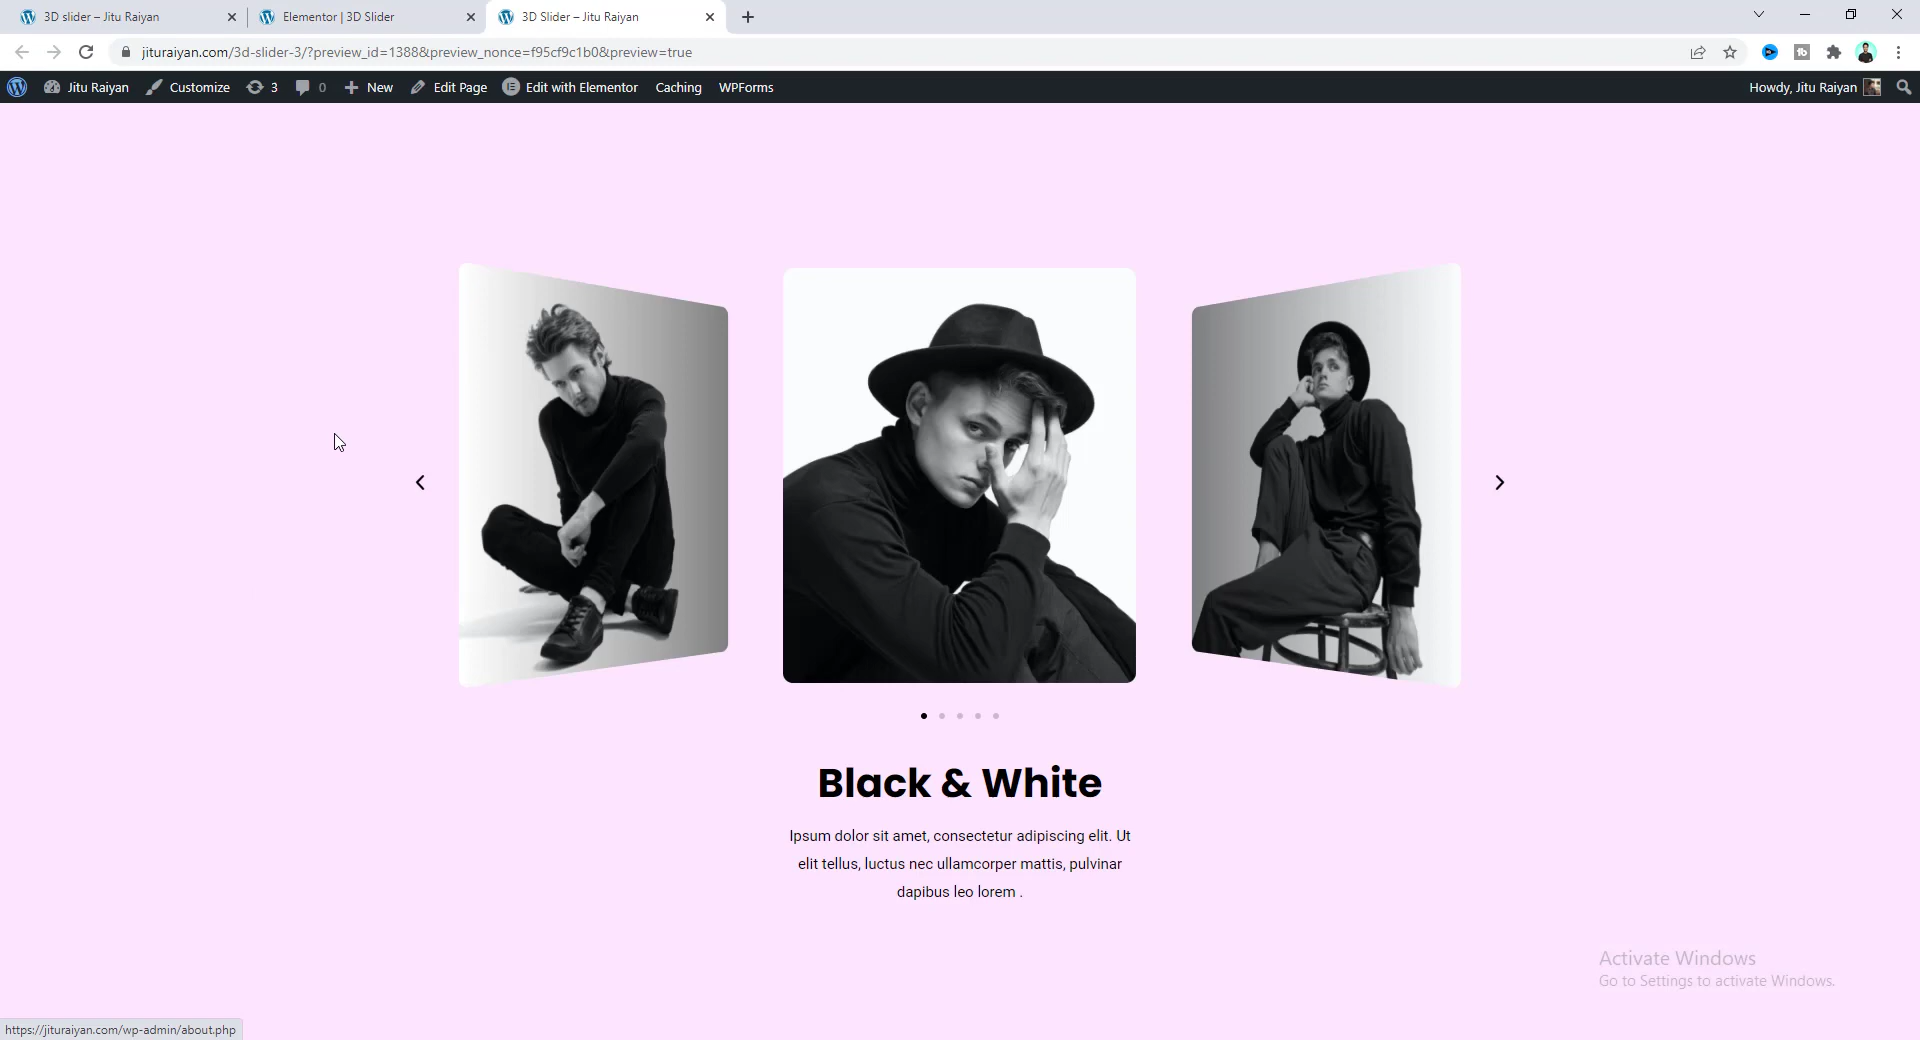 3D slider – Jitu Raiyan
Elementor | 3D Slider
3D Slider – Jitu Raiyan
jituraiyan.com/3d-slider-3/?preview_id=1388&preview_nonce=f95cf9c1b0&preview=true
Jitu Raiyan
Customize
3
0
New
Edit Page
Edit with Elementor
Caching
WPForms
Howdy, Jitu Raiyan
Black & White
Ipsum dolor sit amet, consectetur adipiscing elit. Ut
elit tellus, luctus nec ullamcorper mattis, pulvinar
dapibus leo lorem .
Activate Windows
Go to Settings to activate Windows.
https://jituraiyan.com/wp-admin/about.php